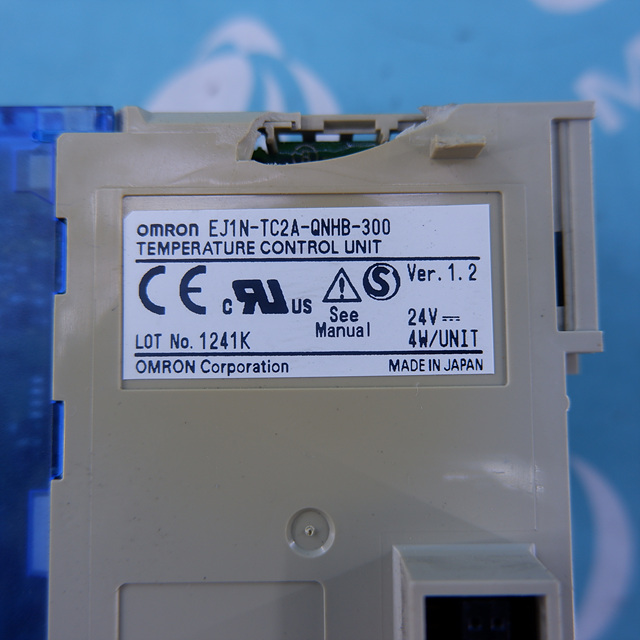 OMRON EJ1N-TC2A-QNHB-300
TEMPERATURE CONTROL UNIT
CE c RU US S Ver. 1.2
See
Manual
24V
LOT No. 1241K 4W/UNIT
OMRON Corporation MADE IN JAPAN